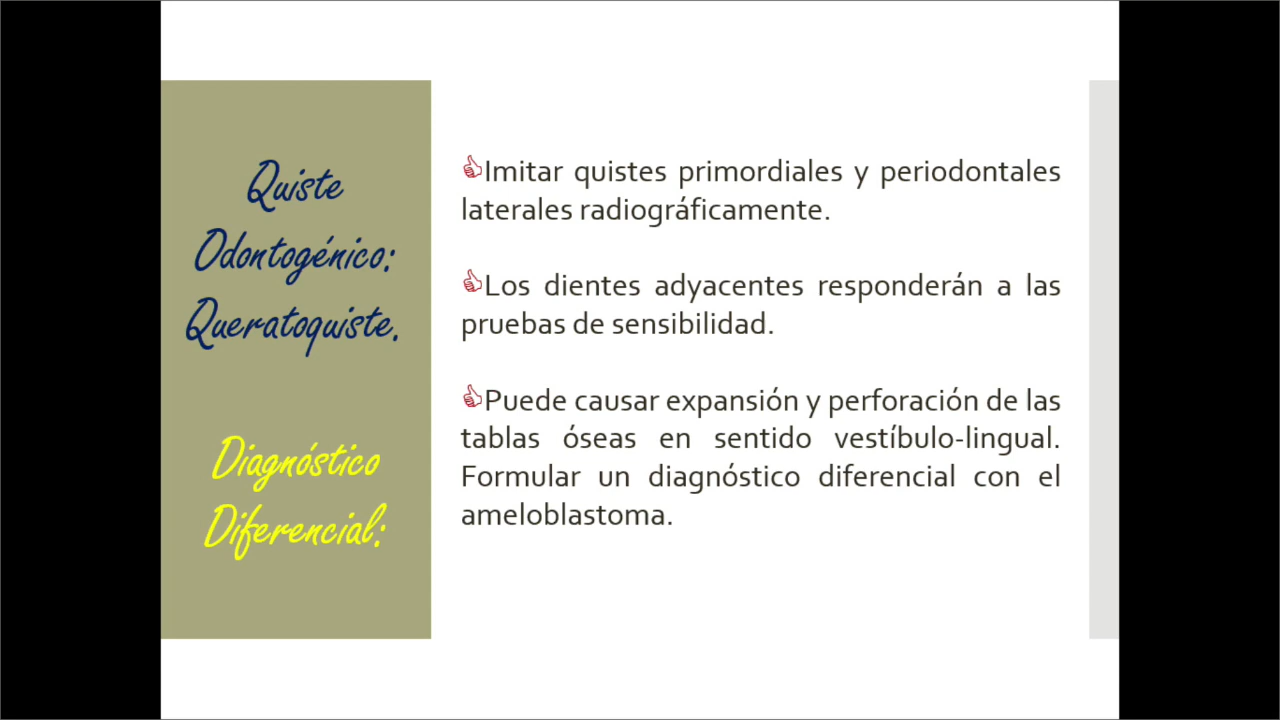 Quiste
Odontogénico:
Queratoquiste.
Diagnóstico
Diferencial:
Imitar quistes primordiales y periodontales
laterales radiográficamente.
Los dientes adyacentes responderán a las
pruebas de sensibilidad.
Puede causar expansión y perforación de las
tablas óseas en sentido vestíbulo-lingual.
Formular un diagnóstico diferencial con el
ameloblastoma.